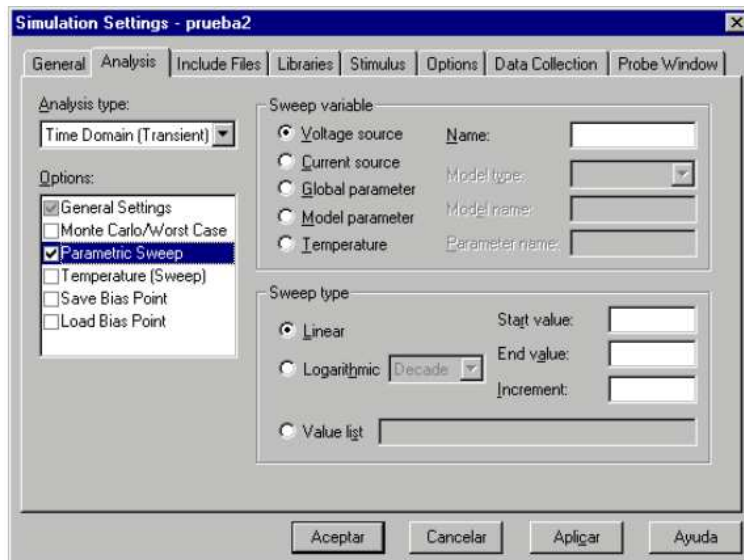 Simulation Settings - prueba2
General Analysis Include Files Libraries Stimulus Options Data Collection Probe Window
Analysis type:
Time Domain (Transient)
Options:
General Settings
Monte Carlo/Worst Case
Parametric Sweep
Temperature (Sweep)
Save Bias Point
Load Bias Point
Sweep variable
Voltage source
Current source
Global parameter
Model parameter
Temperature
Name:
Model type:
Model name:
Parameter name:
Sweep type
Linear
Logarithmic Decade
Value list
Start value:
End value:
Increment:
Aceptar Cancelar Aplicar Ayuda